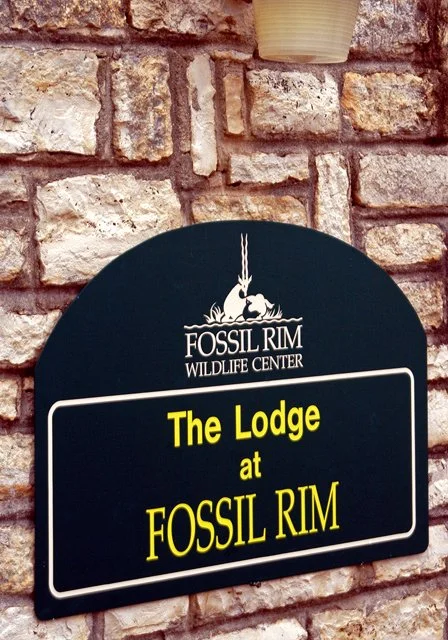 FOSSIL RIM
WILDLIFE CENTER
The Lodge
at
FOSSIL RIM